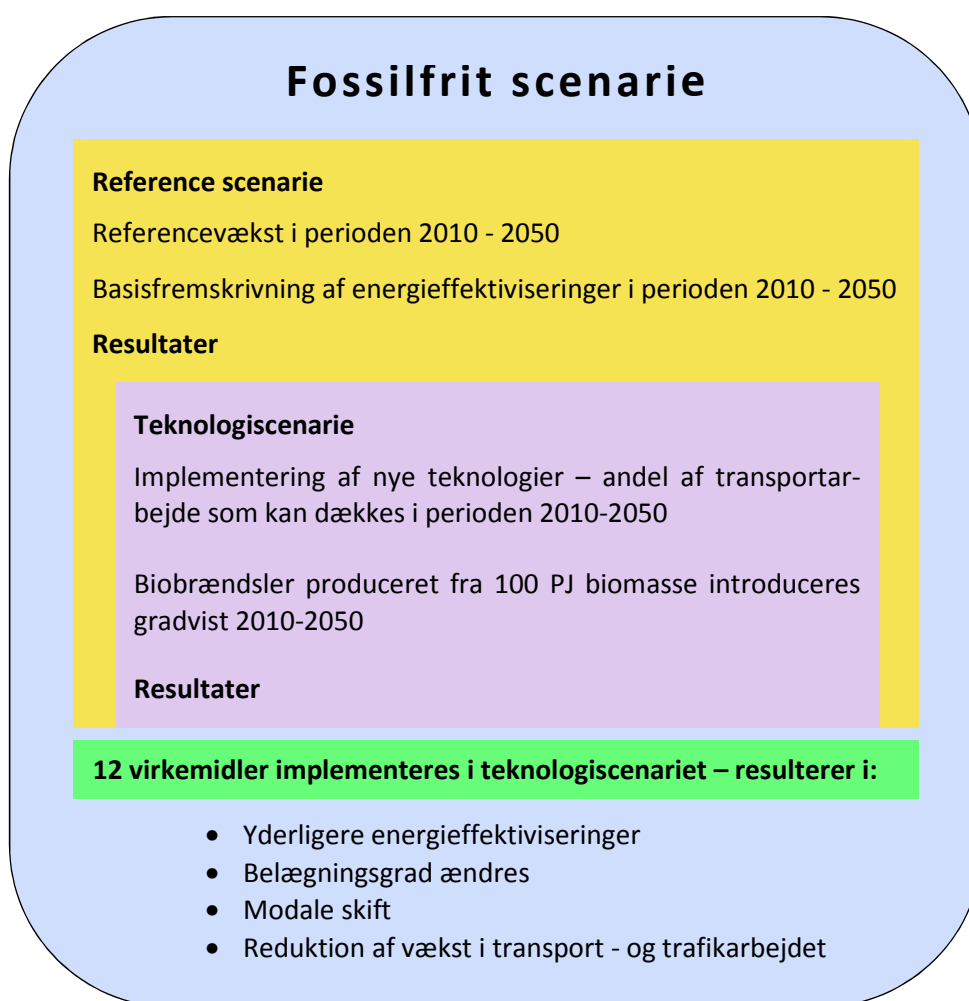 Fossilfrit scenarie
Reference scenarie
Referencevækst i perioden 2010 - 2050
Basisfremskrivning af energieffektiviseringer i perioden 2010 - 2050
Resultater
Teknologiscenarie
Implementering af nye teknologier – andel af transportar-
bejde som kan dækkes i perioden 2010-2050
Biobrændsler produceret fra 100 PJ biomasse introduceres
gradvist 2010-2050
Resultater
12 virkemidler implementeres i teknologiscenariet – resulterer i:
• Yderligere energieffektiviseringer
• Belægningsgrad ændres
• Modale skift
• Reduktion af vækst i transport - og trafikarbejdet